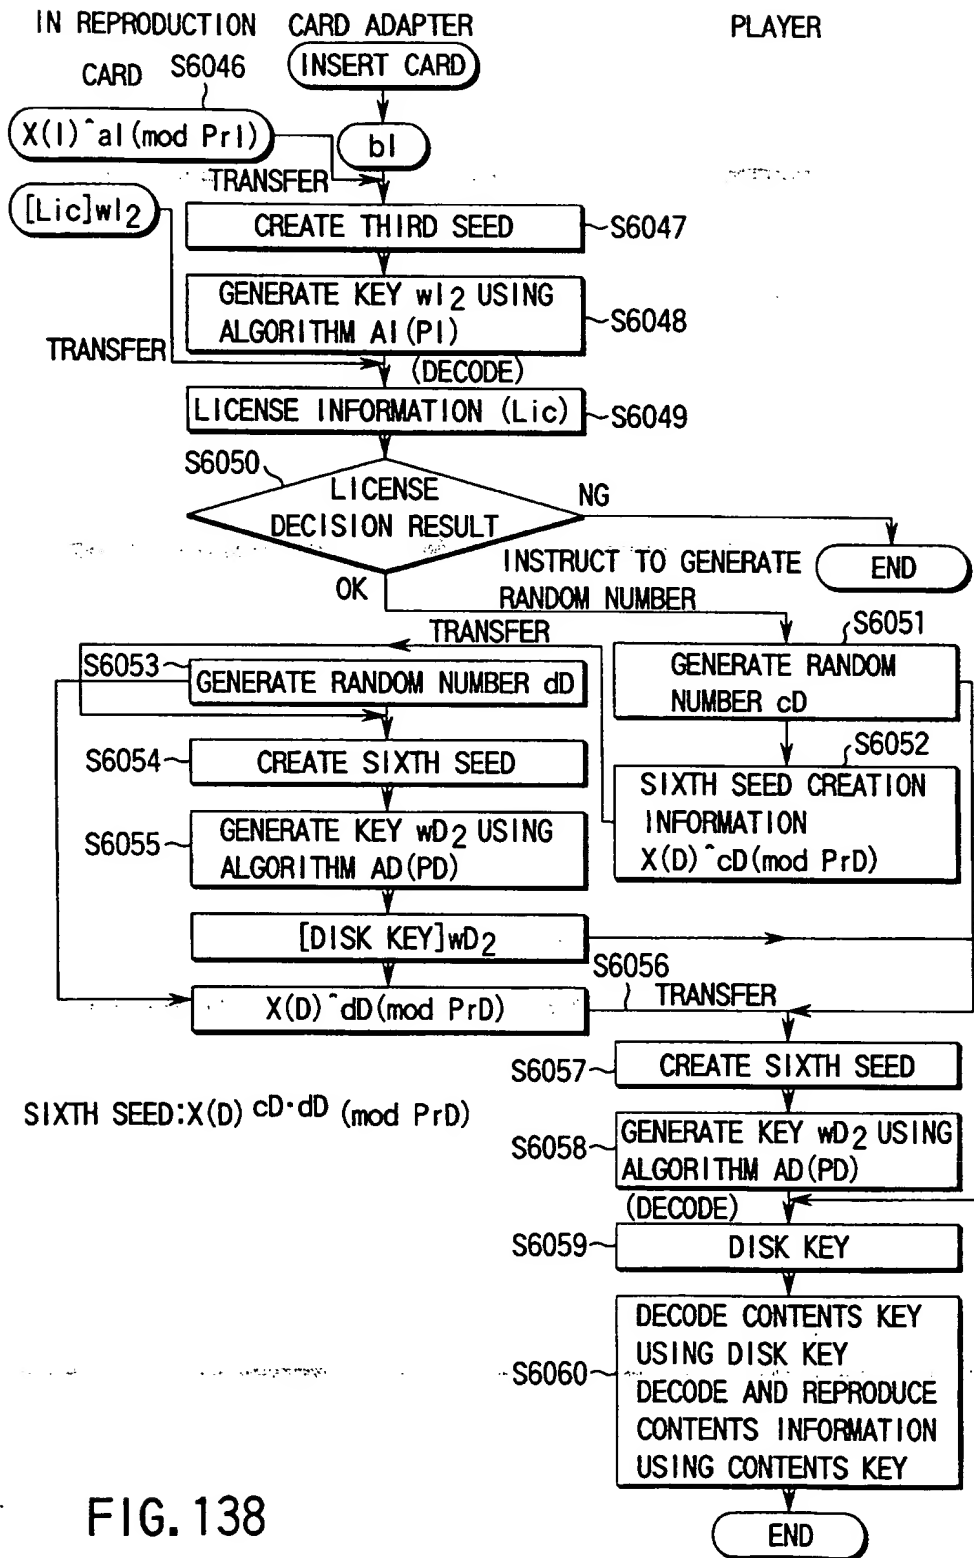 IN REPRODUCTION
CARD ADAPTER
PLAYER
CARD
S6046
INSERT CARD
X(I)^aI(mod PrI)
bI
TRANSFER
[Lic]wI2
CREATE THIRD SEED
S6047
GENERATE KEY wI2 USING
ALGORITHM AI(PI)
S6048
TRANSFER
(DECODE)
LICENSE INFORMATION (Lic)
S6049
S6050
LICENSE
DECISION RESULT
NG
END
OK
INSTRUCT TO GENERATE
RANDOM NUMBER
TRANSFER
S6051
S6053
GENERATE RANDOM NUMBER dD
GENERATE RANDOM
NUMBER cD
S6054
CREATE SIXTH SEED
S6052
SIXTH SEED CREATION
INFORMATION
X(D)^cD(mod PrD)
S6055
GENERATE KEY wD2 USING
ALGORITHM AD(PD)
[DISK KEY]wD2
S6056
X(D)^dD(mod PrD)
TRANSFER
S6057
CREATE SIXTH SEED
SIXTH SEED:X(D) cD·dD (mod PrD)
S6058
GENERATE KEY wD2 USING
ALGORITHM AD(PD)
(DECODE)
S6059
DISK KEY
S6060
DECODE CONTENTS KEY
USING DISK KEY
DECODE AND REPRODUCE
CONTENTS INFORMATION
USING CONTENTS KEY
END
FIG. 138